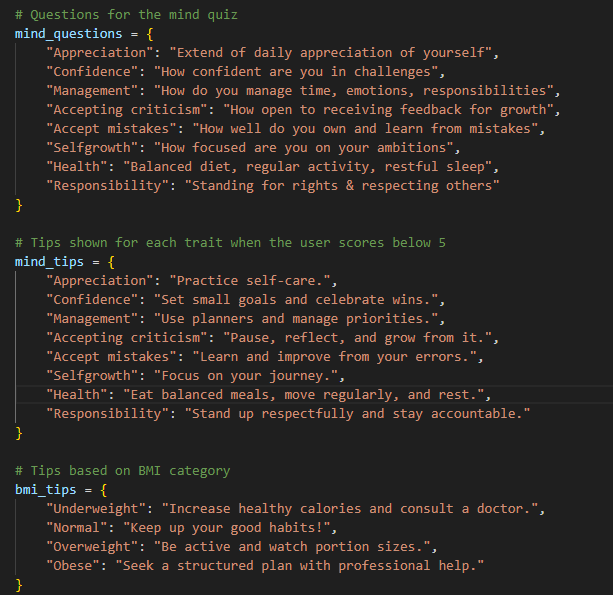 # Questions for the mind quiz
mind_questions = {
    "Appreciation": "Extend of daily appreciation of yourself",
    "Confidence": "How confident are you in challenges",
    "Management": "How do you manage time, emotions, responsibilities",
    "Accepting criticism": "How open to receiving feedback for growth",
    "Accept mistakes": "How well do you own and learn from mistakes",
    "Selfgrowth": "How focused are you on your ambitions",
    "Health": "Balanced diet, regular activity, restful sleep",
    "Responsibility": "Standing for rights & respecting others"
}
# Tips shown for each trait when the user scores below 5
mind_tips = {
    "Appreciation": "Practice self-care.",
    "Confidence": "Set small goals and celebrate wins.",
    "Management": "Use planners and manage priorities.",
    "Accepting criticism": "Pause, reflect, and grow from it.",
    "Accept mistakes": "Learn and improve from your errors.",
    "Selfgrowth": "Focus on your journey.",
    "Health": "Eat balanced meals, move regularly, and rest.",
    "Responsibility": "Stand up respectfully and stay accountable."
}
# Tips based on BMI category
bmi_tips = {
    "Underweight": "Increase healthy calories and consult a doctor.",
    "Normal": "Keep up your good habits!",
    "Overweight": "Be active and watch portion sizes.",
    "Obese": "Seek a structured plan with professional help."
}